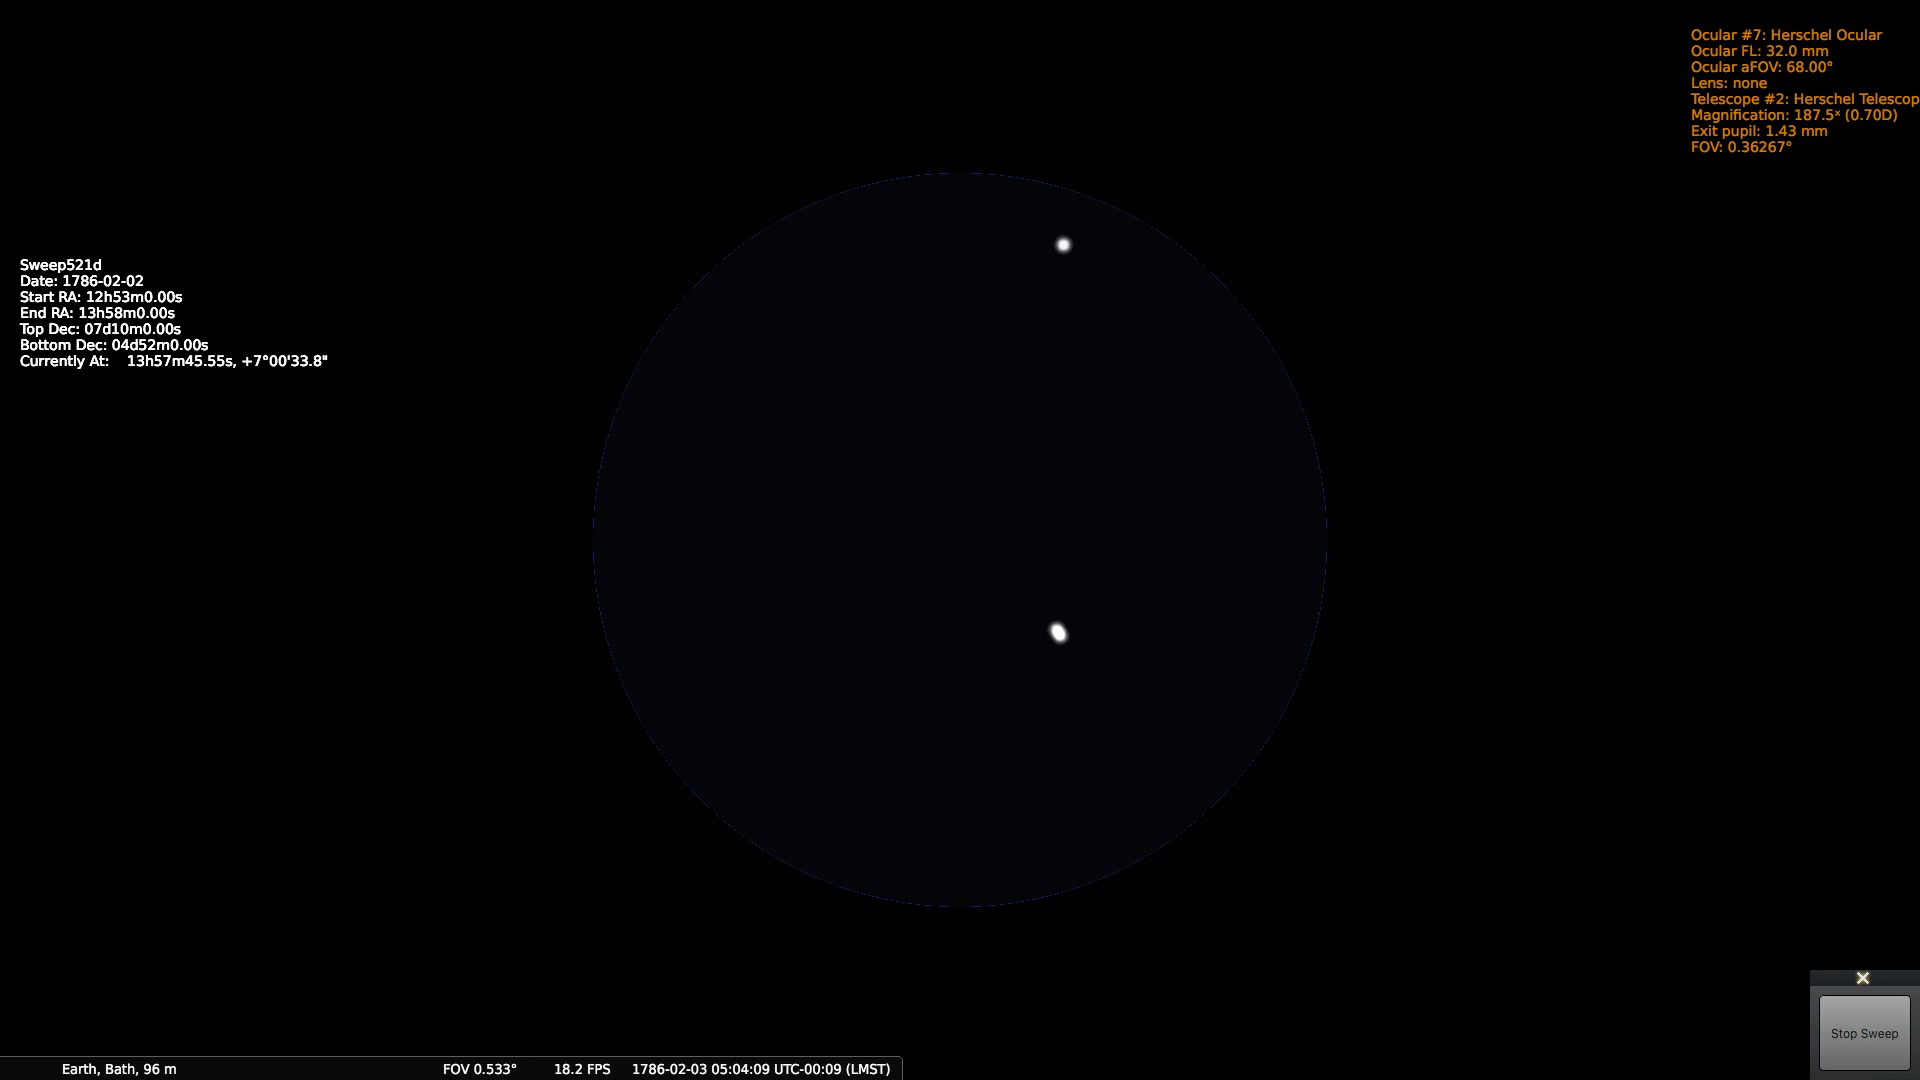 Ocular #7: Herschel Ocular
Ocular FL: 32.0 mm
Ocular aFOV: 68.00°
Lens: none
Telescope #2: Herschel Telescop
Magnification: 187.5ˣ (0.70D)
Exit pupil: 1.43 mm
FOV: 0.36267°
Sweep521d
Date: 1786-02-02
Start RA: 12h53m0.00s
End RA: 13h58m0.00s
Top Dec: 07d10m0.00s
Bottom Dec: 04d52m0.00s
Currently At: 13h57m45.55s, +7°00'33.8"
Stop Sweep
Earth, Bath, 96 m FOV 0.533° 18.2 FPS 1786-02-03 05:04:09 UTC-00:09 (LMST)